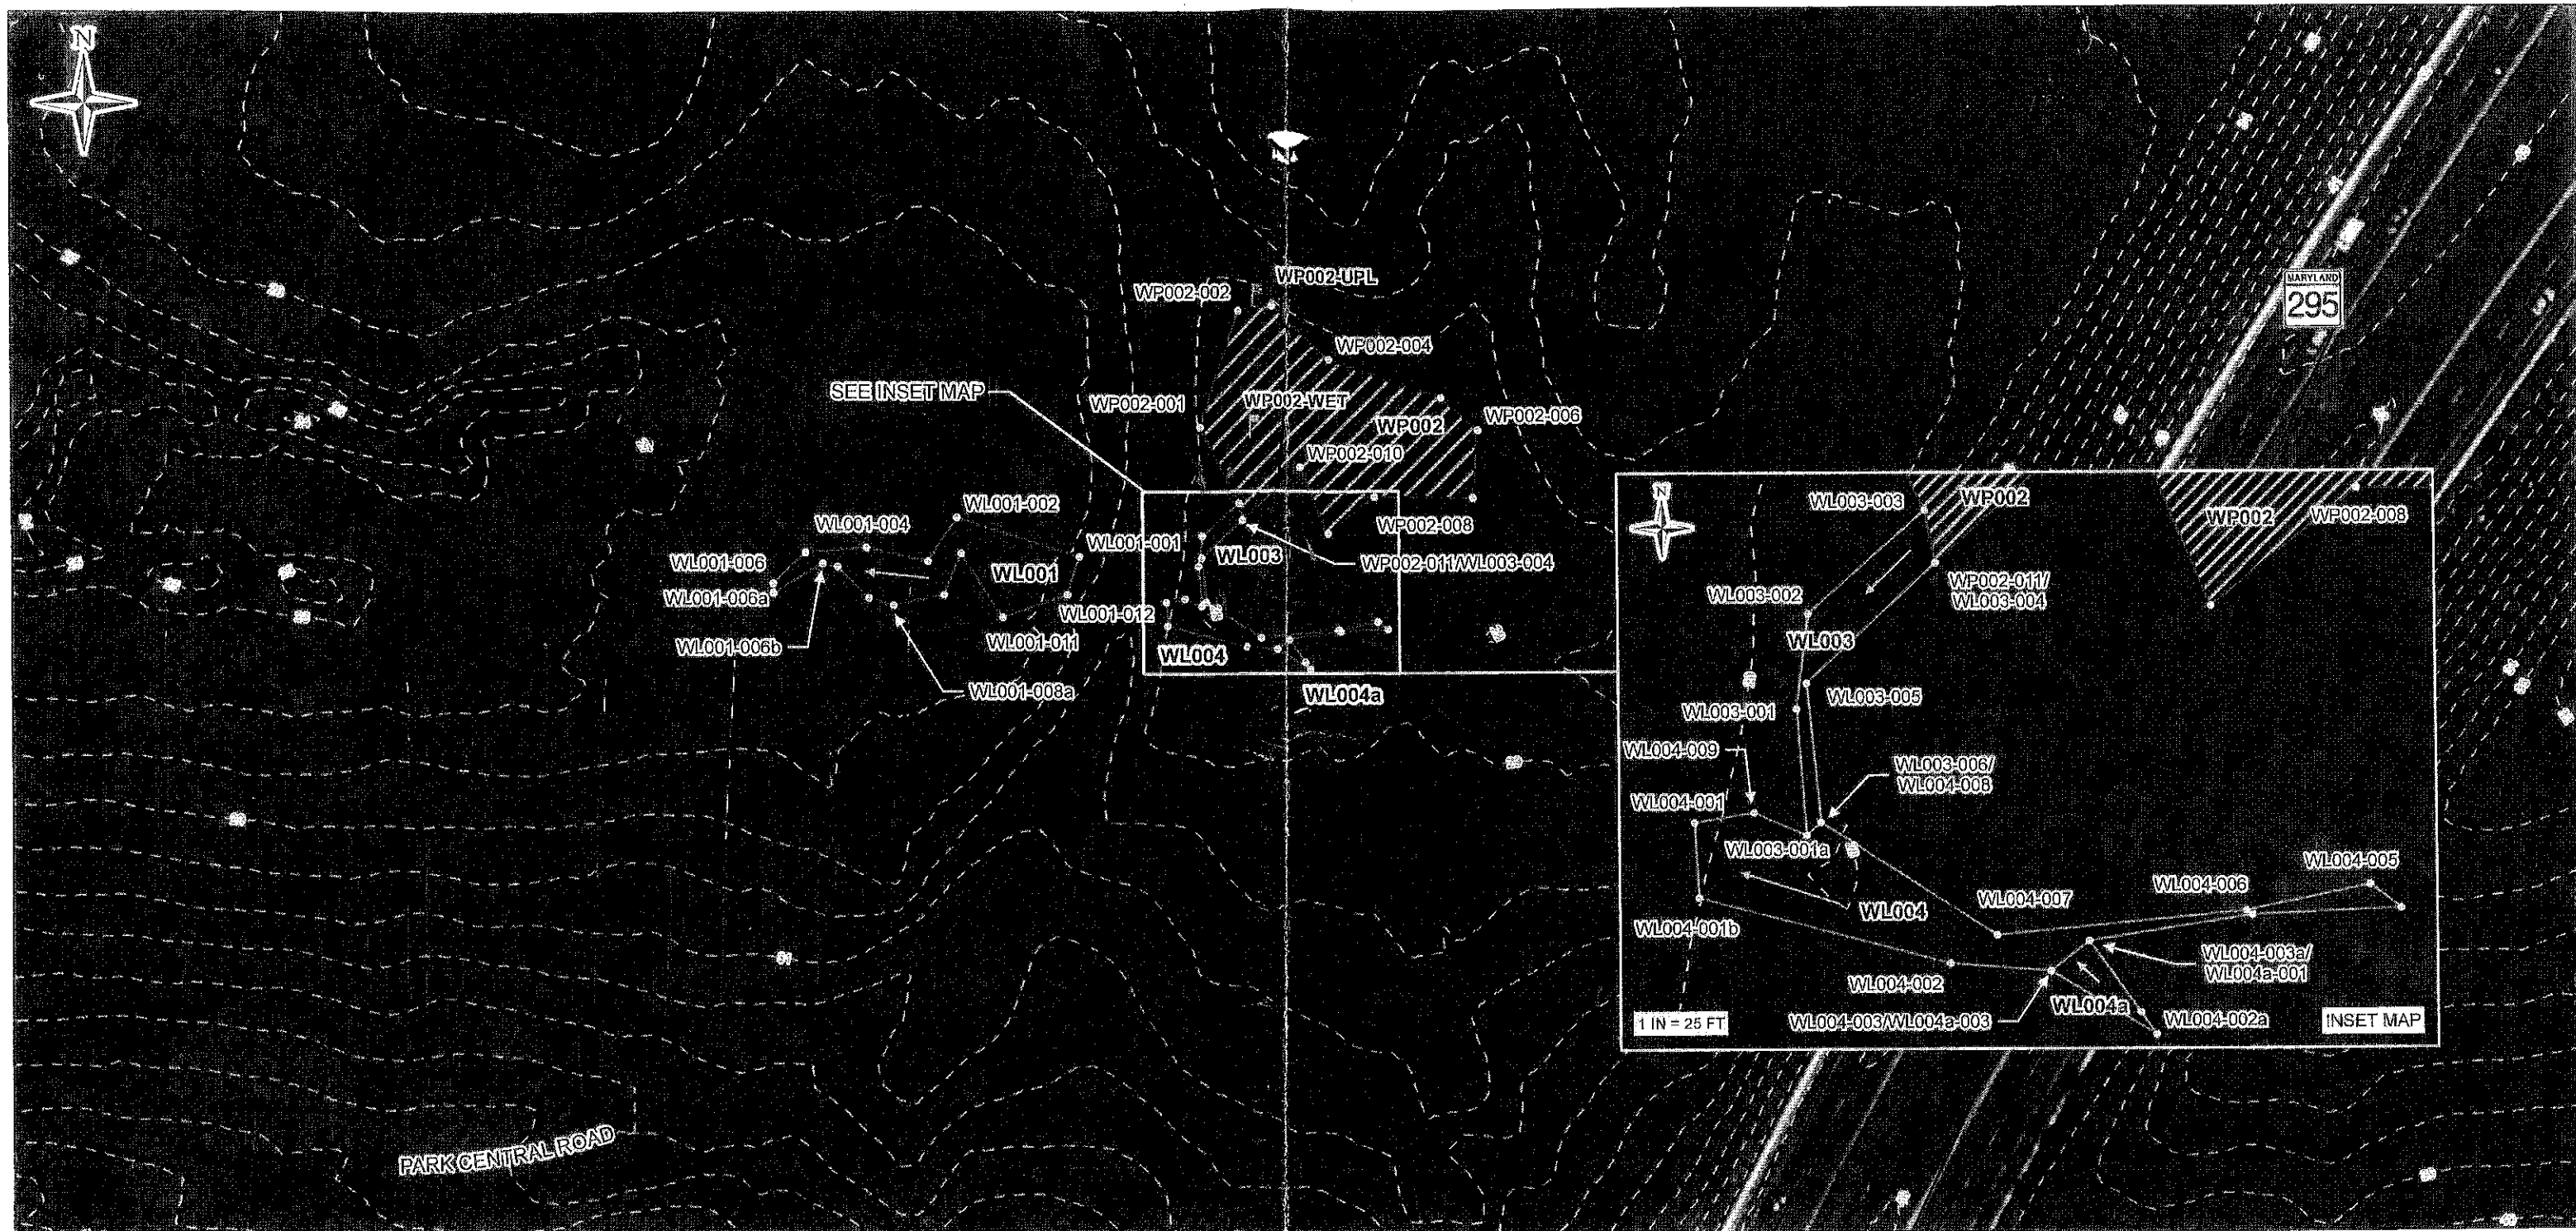 N
WP002-UPL
WP002-002
MARYLAND
295
WP002-004
SEE INSET MAP
WP002-001
WP002-WET
WP002
WP002-006
WP002-010
WL001-002
WL001-004
WL001-001
WP002-008
WL003
WL001-006
WL001
WP002-011/WL003-004
WL001-006a
WL001-012
WL001-006b
WL001-011
WL004
WL001-008a
WL004a
N
WL003-003
WP002
WP002
WP002-008
WP002-011/
WL003-004
WL003-002
WL003
WL003-005
WL003-001
WL004-009
WL003-006/
WL004-008
WL004-001
WL003-001a
WL004-005
WL004-006
WL004
WL004-007
WL004-001b
WL004-003a/
WL004a-001
WL004-002
WL004a
1 IN = 25 FT
WL004-003/WL004a-003
WL004-002a
INSET MAP
PARK CENTRAL ROAD